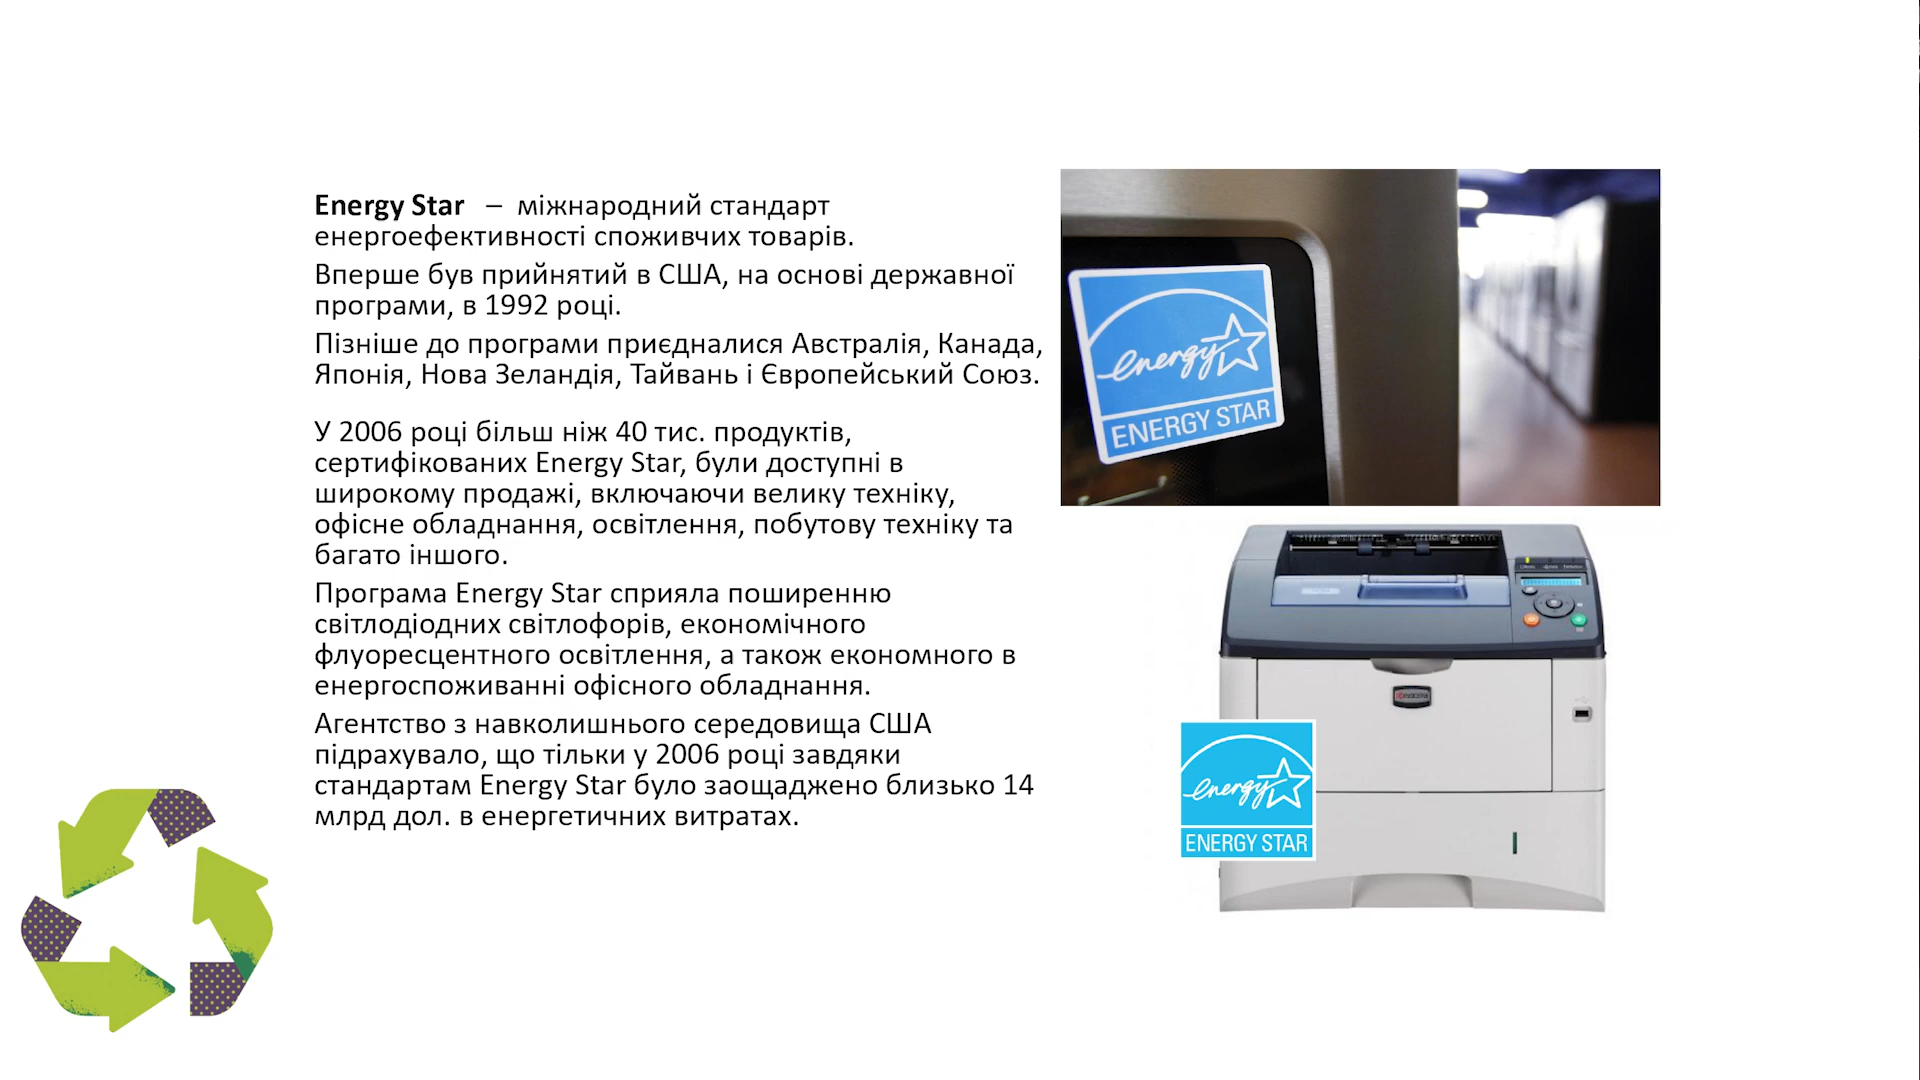 Energy Star – міжнародний стандарт
енергоефективності споживчих товарів.
Вперше був прийнятий в США, на основі державної
програми, в 1992 році.
Пізніше до програми приєдналися Австралія, Канада,
Японія, Нова Зеландія, Тайвань і Європейський Союз.
У 2006 році більш ніж 40 тис. продуктів,
сертифікованих Energy Star, були доступні в
широкому продажі, включаючи велику техніку,
офісне обладнання, освітлення, побутову техніку та
багато іншого.
Програма Energy Star сприяла поширенню
світлодіодних світлофорів, економічного
флуоресцентного освітлення, а також економного в
енергоспоживанні офісного обладнання.
Агентство з навколишнього середовища США
підрахувало, що тільки у 2006 році завдяки
стандартам Energy Star було заощаджено близько 14
млрд дол. в енергетичних витратах.
energy
ENERGY STAR
energy
ENERGY STAR